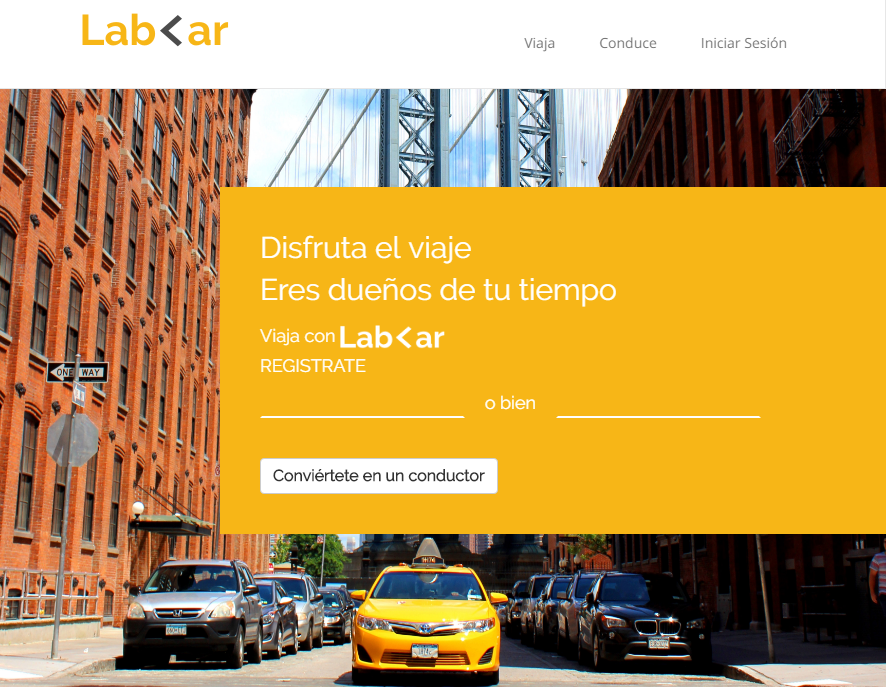 Lab<ar
Viaja
Conduce
Iniciar Sesión
Disfruta el viaje
Eres dueños de tu tiempo
Viaja con Lab<ar
REGISTRATE
o bien
Conviértete en un conductor
ONE WAY